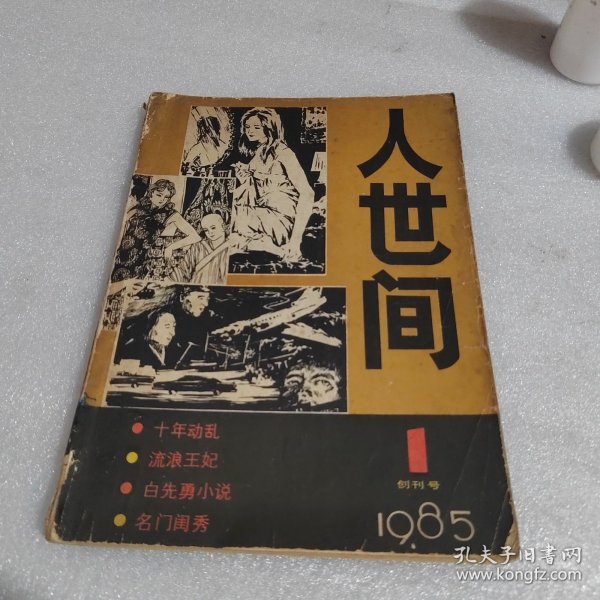 人世间
十年动乱
流浪王妃
白先勇小说
名门闺秀
1
创刊号
1985
孔夫子旧书网
www.kongfz.com